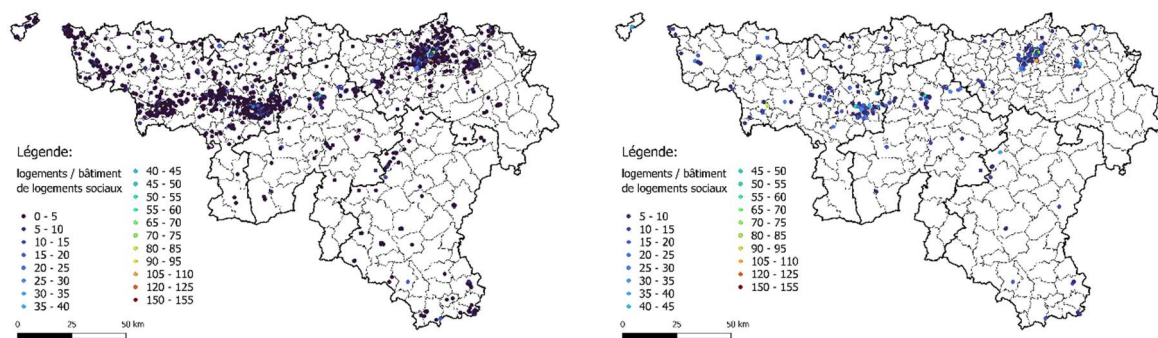 Légende:
logements / bâtiment
de logements sociaux
0 - 5
5 - 10
10 - 15
15 - 20
20 - 25
25 - 30
30 - 35
35 - 40
40 - 45
45 - 50
50 - 55
55 - 60
65 - 70
70 - 75
80 - 85
90 - 95
105 - 110
120 - 125
150 - 155
0 25 50 km
Légende:
logements / bâtiment
de logements sociaux
5 - 10
10 - 15
15 - 20
20 - 25
25 - 30
30 - 35
35 - 40
40 - 45
45 - 50
50 - 55
55 - 60
65 - 70
70 - 75
80 - 85
90 - 95
105 - 110
120 - 125
150 - 155
0 25 50 km